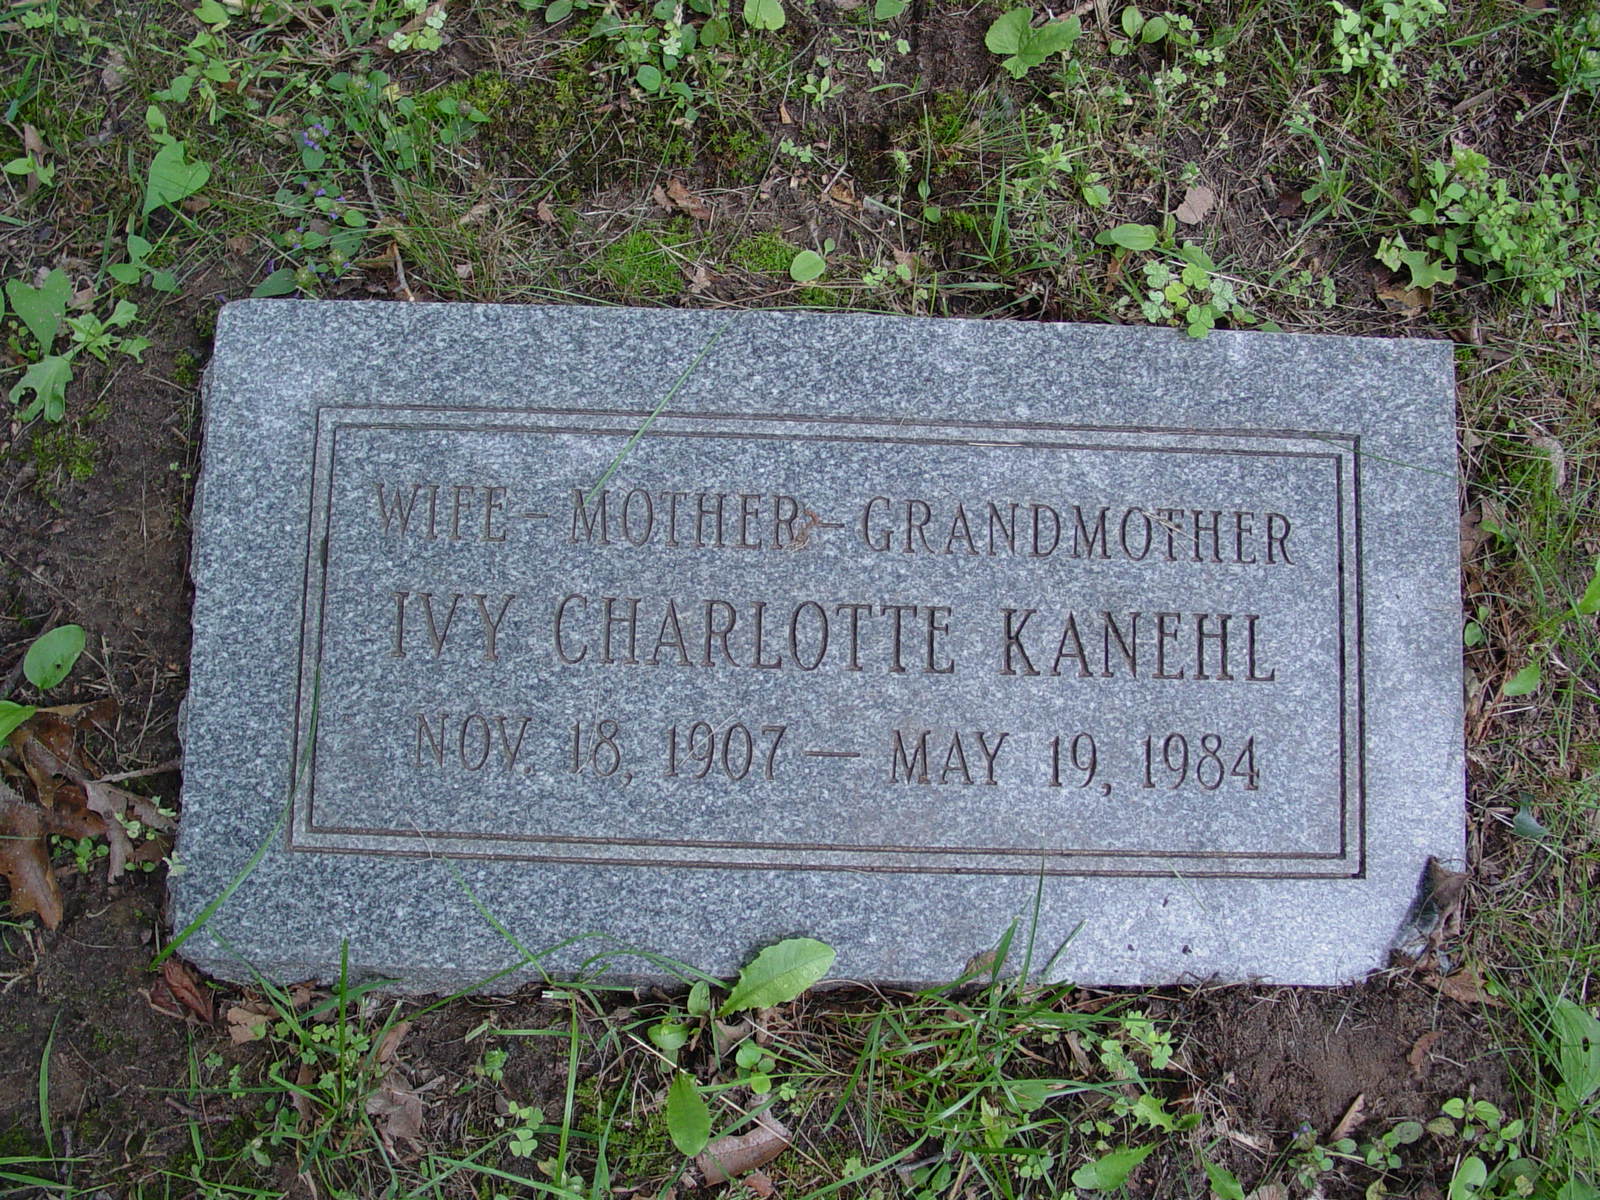 WIFE – MOTHER – GRANDMOTHER
IVY CHARLOTTE KANEHL
NOV. 18, 1907 — MAY 19, 1984